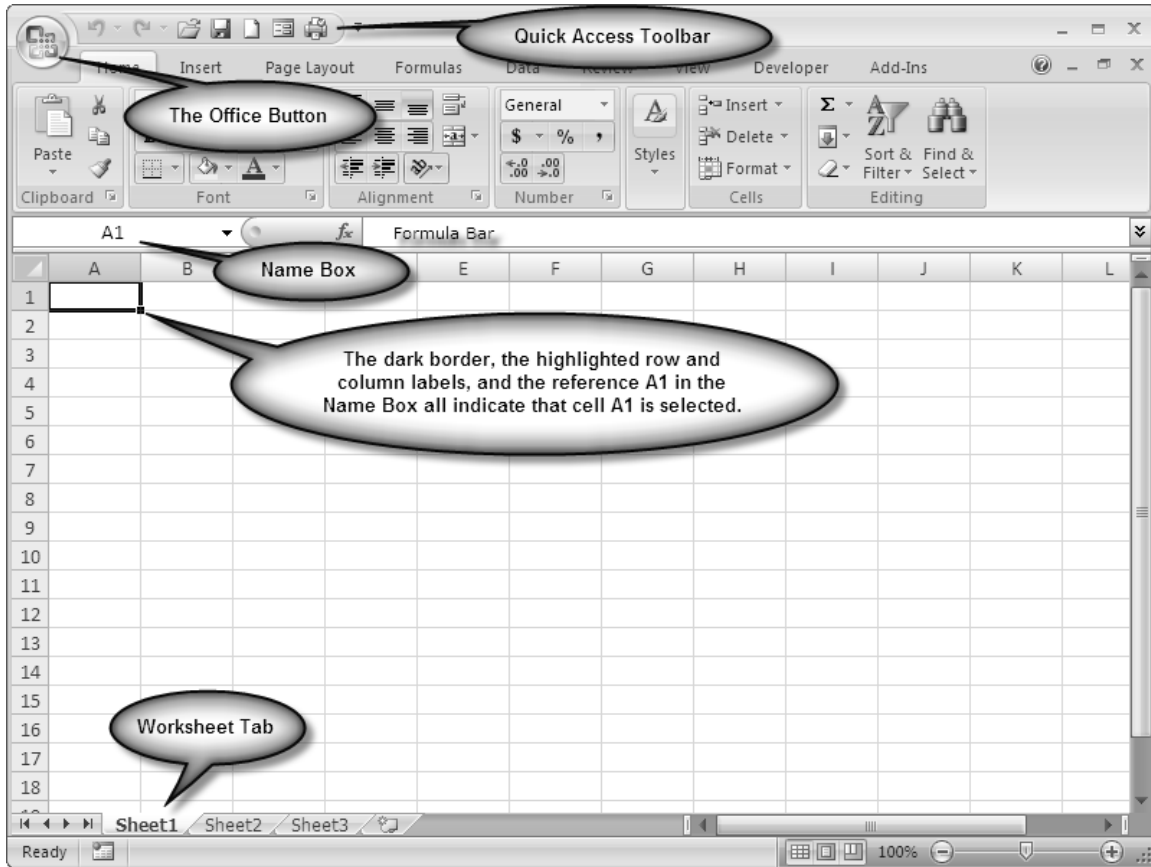 Quick Access Toolbar
Home Insert Page Layout Formulas Data Review View Developer Add-Ins
The Office Button
General
Insert
Σ
$ % ,
Delete
Paste
Styles
Format
Sort & Filter
Find & Select
Clipboard Font Alignment Number Cells Editing
A1 fx Formula Bar
Name Box
A B E F G H I J K L
1
2
3
4
5
6
7
8
9
10
11
12
13
14
15
16
17
18
The dark border, the highlighted row and
column labels, and the reference A1 in the
Name Box all indicate that cell A1 is selected.
Worksheet Tab
Sheet1 Sheet2 Sheet3
Ready 100%